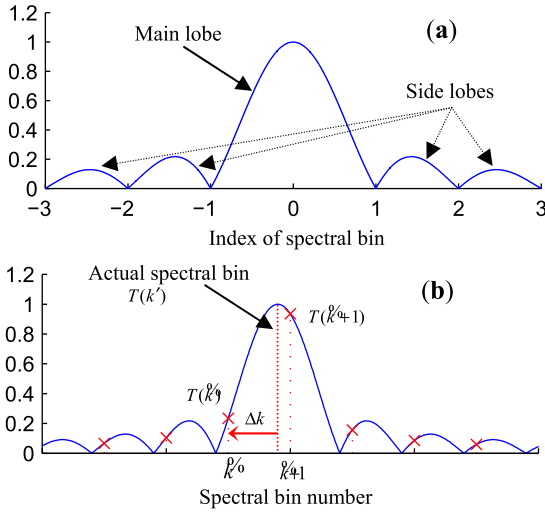 (a)
Main lobe
Side lobes
1.2
1
0.8
0.6
0.4
0.2
0
−3 −2 −1 0 1 2 3
Index of spectral bin
(b)
Actual spectral bin
T(k′)
T(k%+1)
T(k%)
Δk
1.2
1
0.8
0.6
0.4
0.2
0
k% k%+1
Spectral bin number